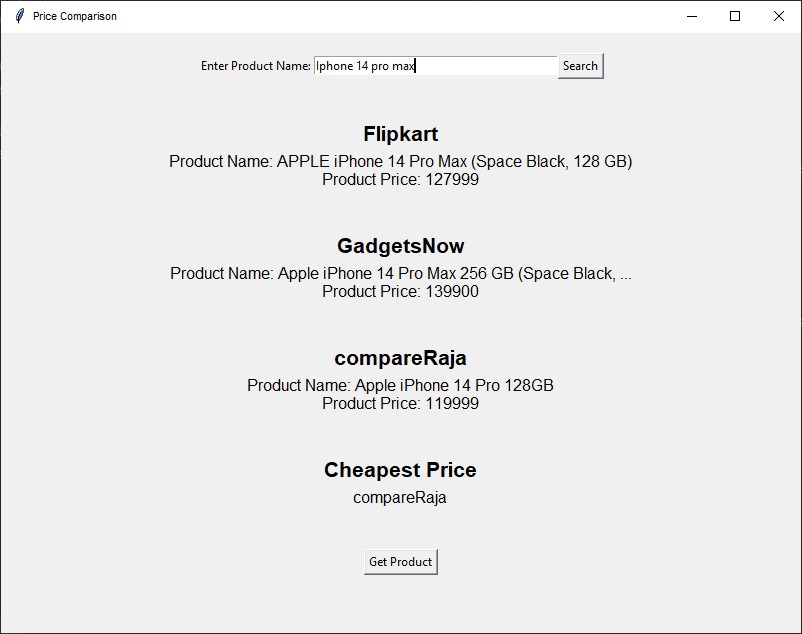 Price Comparison
Enter Product Name: Iphone 14 pro max Search
Flipkart
Product Name: APPLE iPhone 14 Pro Max (Space Black, 128 GB)
Product Price: 127999
GadgetsNow
Product Name: Apple iPhone 14 Pro Max 256 GB (Space Black, ...
Product Price: 139900
compareRaja
Product Name: Apple iPhone 14 Pro 128GB
Product Price: 119999
Cheapest Price
compareRaja
Get Product